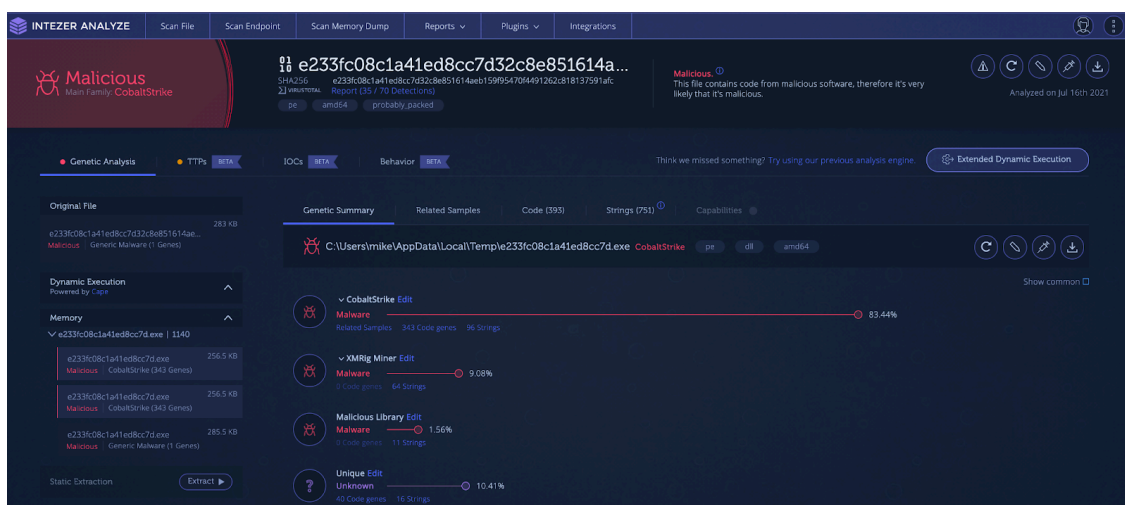 INTEZER ANALYZE
Scan File
Scan Endpoint
Scan Memory Dump
Reports
Plugins
Integrations
Malicious
Main Family: CobaltStrike
e233fc08c1a41ed8cc7d32c8e851614a...
SHA256 e233fc08c1a41ed8cc7d32c8e851614aeb159f95470f4491262c818137591afc
VIRUSTOTAL Report (35 / 70 Detections)
pe amd64 probably_packed
Malicious.
This file contains code from malicious software, therefore it's very
likely that it's malicious.
Analyzed on Jul 16th 2021
Genetic Analysis
TTPs BETA
IOCs BETA
Behavior BETA
Think we missed something? Try using our previous analysis engine.
Extended Dynamic Execution
Original File
283 KB
e233fc08c1a41ed8cc7d32c8e851614ae...
Malicious Generic Malware (1 Genes)
Dynamic Execution
Powered by Cape
Memory
e233fc08c1a41ed8cc7d.exe | 1140
e233fc08c1a41ed8cc7d.exe 256.5 KB
Malicious CobaltStrike (343 Genes)
e233fc08c1a41ed8cc7d.exe 256.5 KB
Malicious CobaltStrike (343 Genes)
e233fc08c1a41ed8cc7d.exe 285.5 KB
Malicious Generic Malware (1 Genes)
Static Extraction Extract
Genetic Summary
Related Samples
Code (393)
Strings (751)
Capabilities
C:\Users\mike\AppData\Local\Temp\e233fc08c1a41ed8cc7d.exe CobaltStrike pe dll amd64
Show common
CobaltStrike Edit
Malware 83.44%
Related Samples 343 Code genes 96 Strings
XMRig Miner Edit
Malware 9.08%
0 Code genes 64 Strings
Malicious Library Edit
Malware 1.56%
0 Code genes 11 Strings
Unique Edit
Unknown 10.41%
40 Code genes 16 Strings